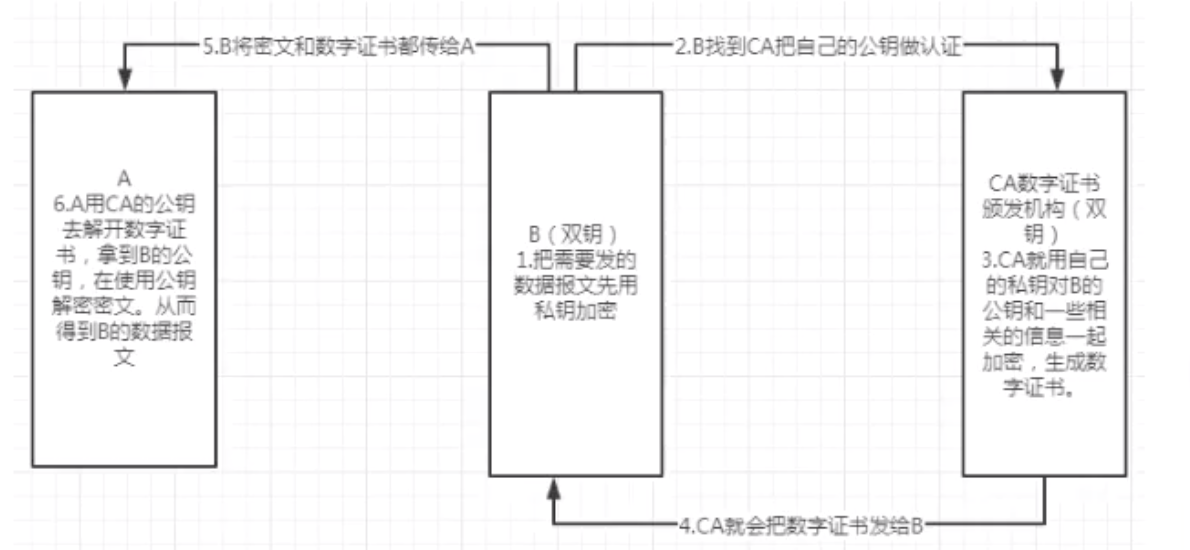 5.B将密文和数字证书都传给A
2.B找到CA把自己的公钥做认证
A
6.A用CA的公钥
去解开数字证
书，拿到B的公
钥，在使用公钥
解密密文。从而
得到B的数据报
文
B（双钥）
1.把需要发的
数据报文先用
私钥加密
CA数字证书
颁发机构（双
钥）
3.CA就用自己
的私钥对B的
公钥和一些相
关的信息一起
加密，生成数
字证书。
4.CA就会把数字证书发给B